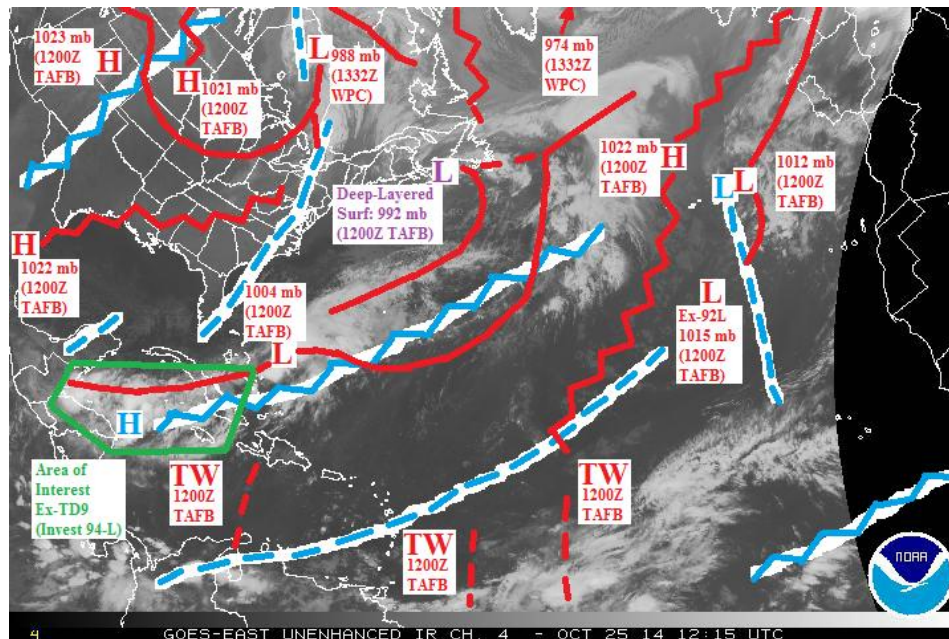 1023 mb
(1200Z
TAFB)
H
H
1021 mb
(1200Z
TAFB)
L
988 mb
(1332Z
WPC)
974 mb
(1332Z
WPC)
1022 mb
(1200Z
TAFB)
H
L
L
1012 mb
(1200Z
TAFB)
L
Deep-Layered
Surf: 992 mb
(1200Z TAFB)
H
1022 mb
(1200Z
TAFB)
1004 mb
(1200Z
TAFB)
L
L
Ex-92L
1015 mb
(1200Z
TAFB)
H
Area of
Interest
Ex-TD9
(Invest 94-L)
TW
1200Z
TAFB
TW
1200Z
TAFB
TW
1200Z
TAFB
NOAA
4 GOES-EAST UNENHANCED IR CH. 4 - OCT 25 14 12:15 UTC